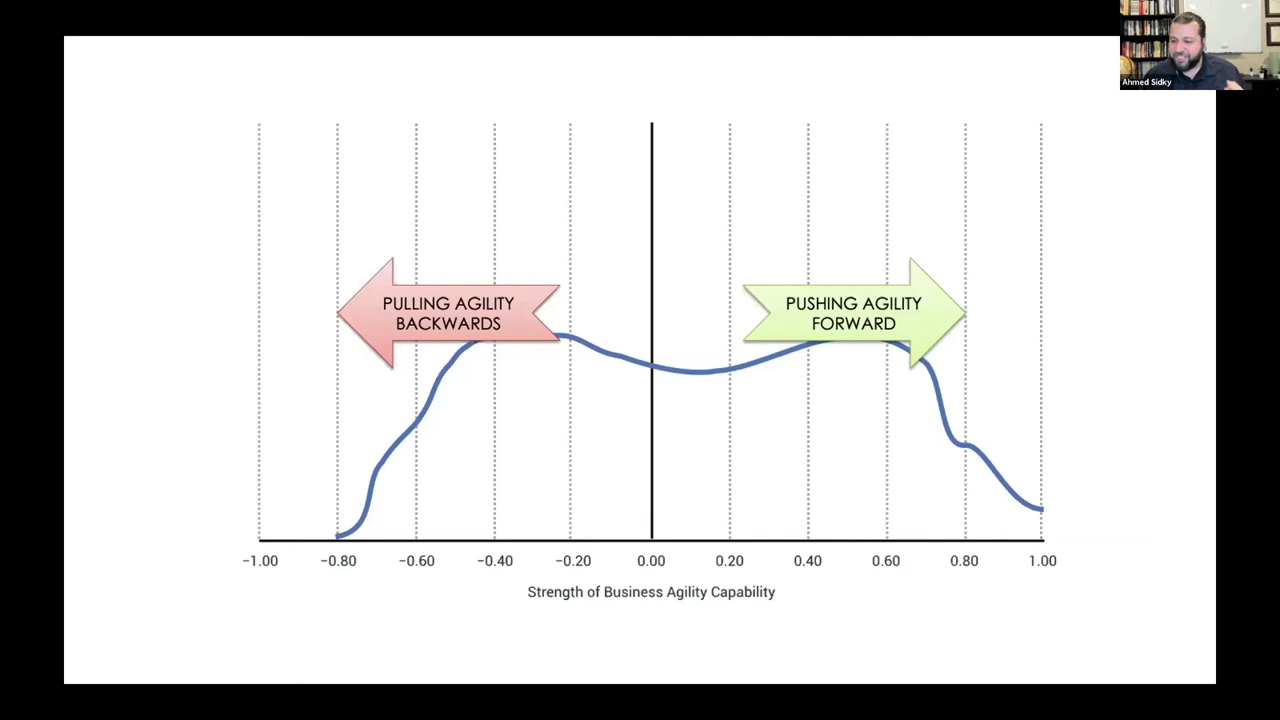 Ahmed Sidky
PULLING AGILITY
BACKWARDS
PUSHING AGILITY
FORWARD
−1.00 −0.80 −0.60 −0.40 −0.20 0.00 0.20 0.40 0.60 0.80 1.00
Strength of Business Agility Capability